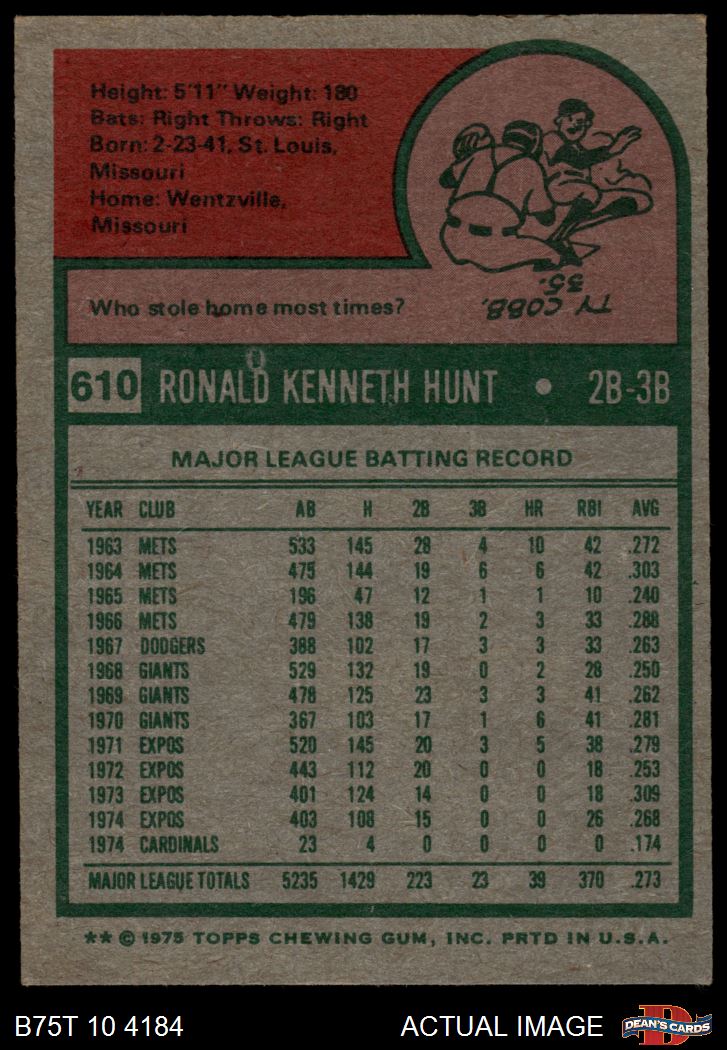 Height: 5'11" Weight: 180
Bats: Right Throws: Right
Born: 2-23-41, St. Louis,
Missouri
Home: Wentzville,
Missouri
Who stole home most times?
TY COBB,
35.
610 RONALD KENNETH HUNT • 2B-3B
MAJOR LEAGUE BATTING RECORD
YEAR CLUB AB H 2B 3B HR RBI AVG
1963 METS 533 145 28 4 10 42 .272
1964 METS 475 144 19 6 6 42 .303
1965 METS 196 47 12 1 1 10 .240
1966 METS 479 138 19 2 3 33 .288
1967 DODGERS 388 102 17 3 3 33 .263
1968 GIANTS 529 132 19 0 2 28 .250
1969 GIANTS 478 125 23 3 3 41 .262
1970 GIANTS 367 103 17 1 6 41 .281
1971 EXPOS 520 145 20 3 5 38 .279
1972 EXPOS 443 112 20 0 0 18 .253
1973 EXPOS 401 124 14 0 0 18 .309
1974 EXPOS 403 108 15 0 0 26 .268
1974 CARDINALS 23 4 0 0 0 0 .174
MAJOR LEAGUE TOTALS 5235 1429 223 23 39 370 .273
** © 1975 TOPPS CHEWING GUM, INC. PRTD IN U.S.A.
B75T 10 4184 ACTUAL IMAGE D DEAN'S CARDS